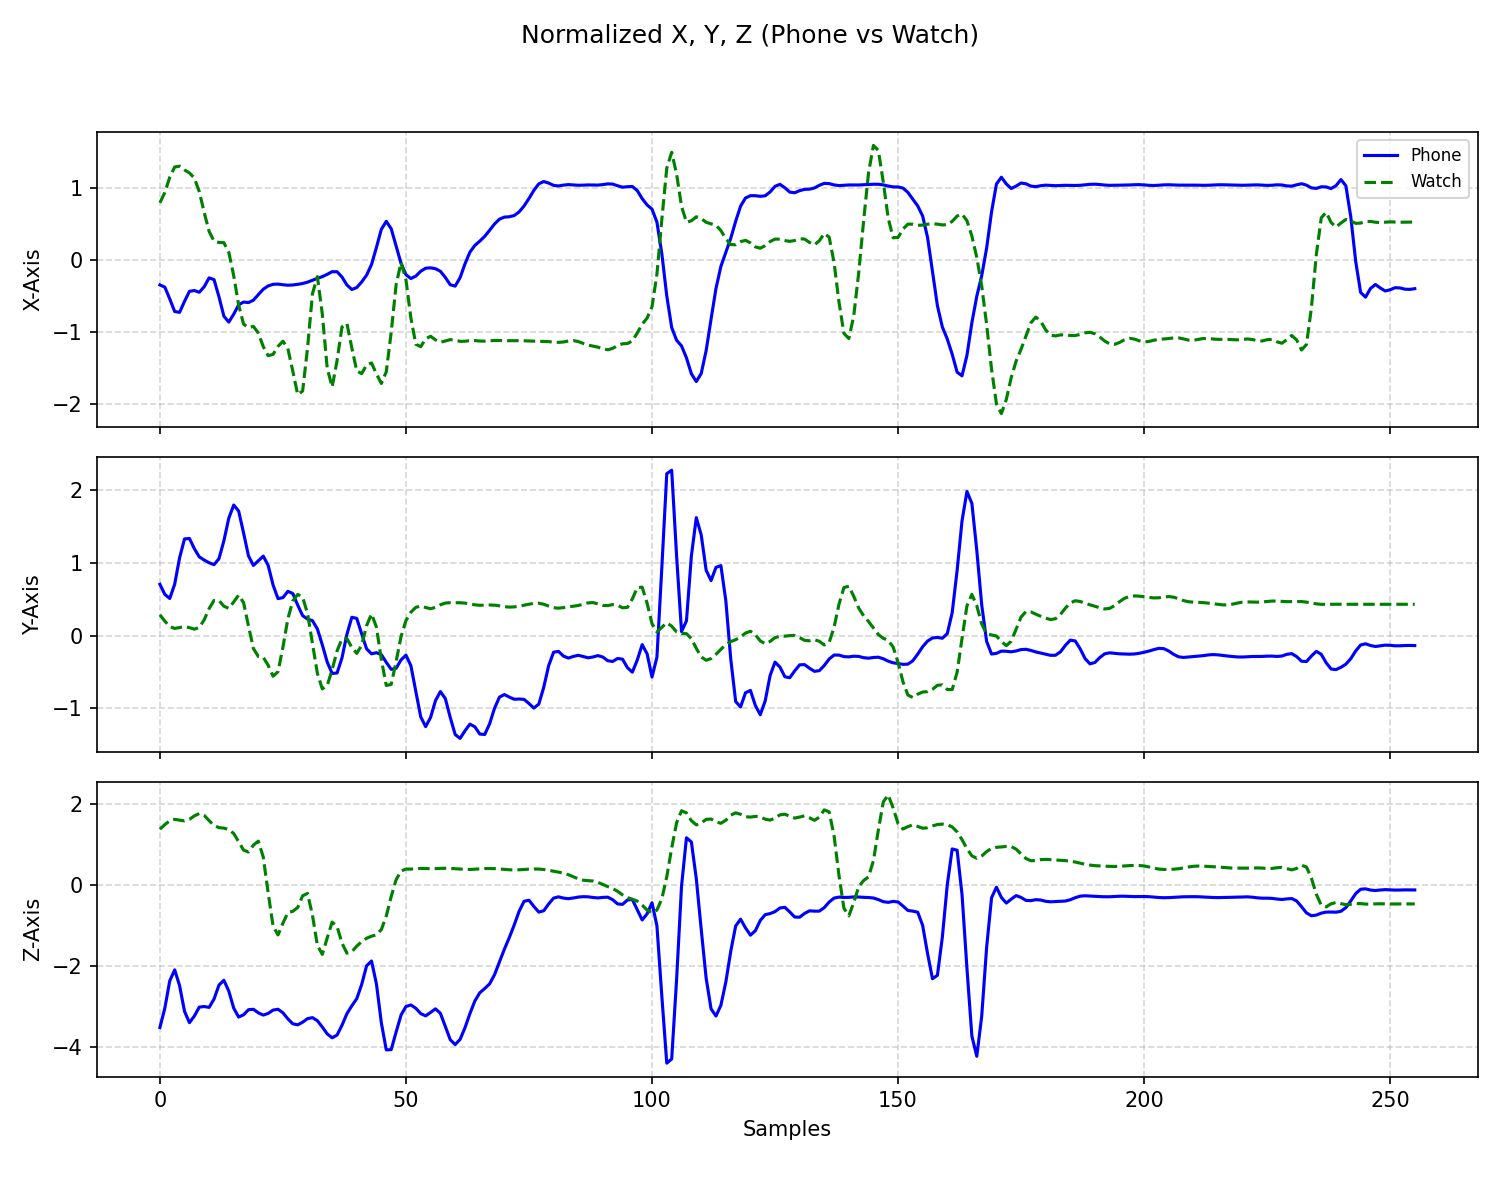 Normalized X, Y, Z (Phone vs Watch)
Phone
Watch
X-Axis
1
0
−1
−2
Y-Axis
2
1
0
−1
Z-Axis
2
0
−2
−4
0 50 100 150 200 250
Samples